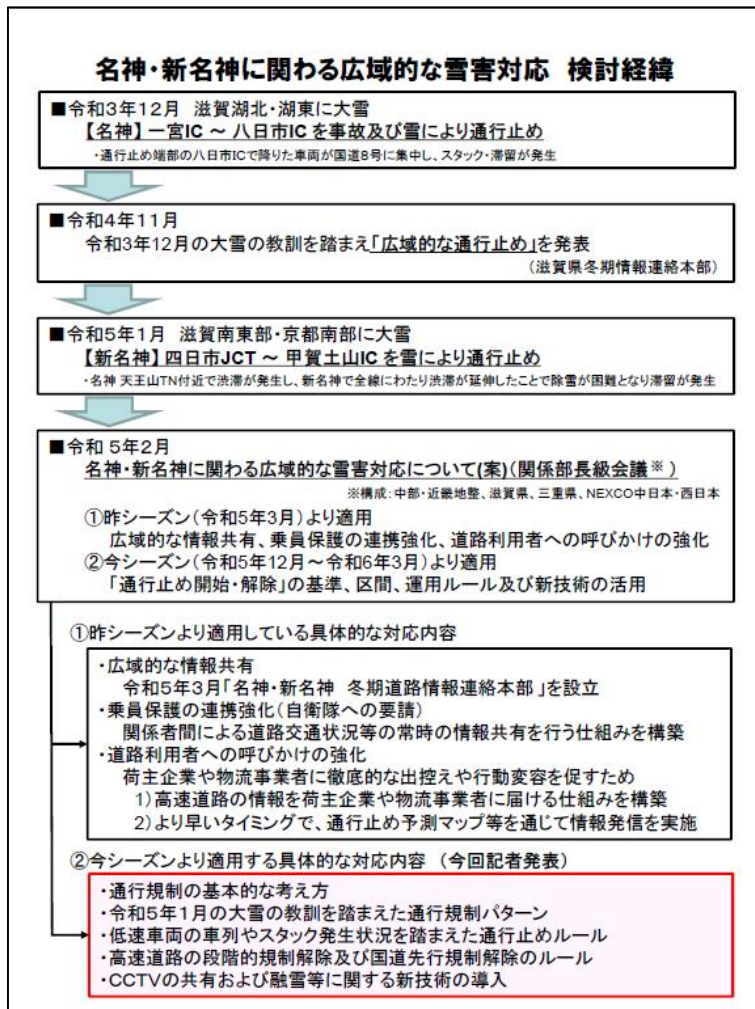 名神・新名神に関わる広域的な雪害対応 検討経緯
■令和3年12月 滋賀湖北・湖東に大雪
【名神】一宮IC ～ 八日市IC を事故及び雪により通行止め
・通行止め端部の八日市ICで降りた車両が国道8号に集中し、スタック・滞留が発生
■令和4年11月
令和3年12月の大雪の教訓を踏まえ「広域的な通行止め」を発表
(滋賀県冬期情報連絡本部)
■令和5年1月 滋賀南東部・京都南部に大雪
【新名神】四日市JCT ～ 甲賀土山IC を雪により通行止め
・名神 天王山TN付近で渋滞が発生し、新名神で全線にわたり渋滞が延伸したことで除雪が困難となり滞留が発生
■令和 5年2月
名神・新名神に関わる広域的な雪害対応について(案)(関係部長級会議※)
※構成:中部・近畿地整、滋賀県、三重県、NEXCO中日本・西日本
①昨シーズン(令和5年3月)より適用
広域的な情報共有、乗員保護の連携強化、道路利用者への呼びかけの強化
②今シーズン(令和5年12月～令和6年3月)より適用
「通行止め開始・解除」の基準、区間、運用ルール及び新技術の活用
①昨シーズンより適用している具体的な対応内容
・広域的な情報共有
令和5年3月「名神・新名神 冬期道路情報連絡本部」を設立
・乗員保護の連携強化(自衛隊への要請)
関係者間による道路交通状況等の常時の情報共有を行う仕組みを構築
・道路利用者への呼びかけの強化
荷主企業や物流事業者に徹底的な出控えや行動変容を促すため
1)高速道路の情報を荷主企業や物流事業者に届ける仕組みを構築
2)より早いタイミングで、通行止め予測マップ等を通じて情報発信を実施
②今シーズンより適用する具体的な対応内容 (今回記者発表)
・通行規制の基本的な考え方
・令和5年1月の大雪の教訓を踏まえた通行規制パターン
・低速車両の車列やスタック発生状況を踏まえた通行止めルール
・高速道路の段階的規制解除及び国道先行規制解除のルール
・CCTVの共有および融雪等に関する新技術の導入